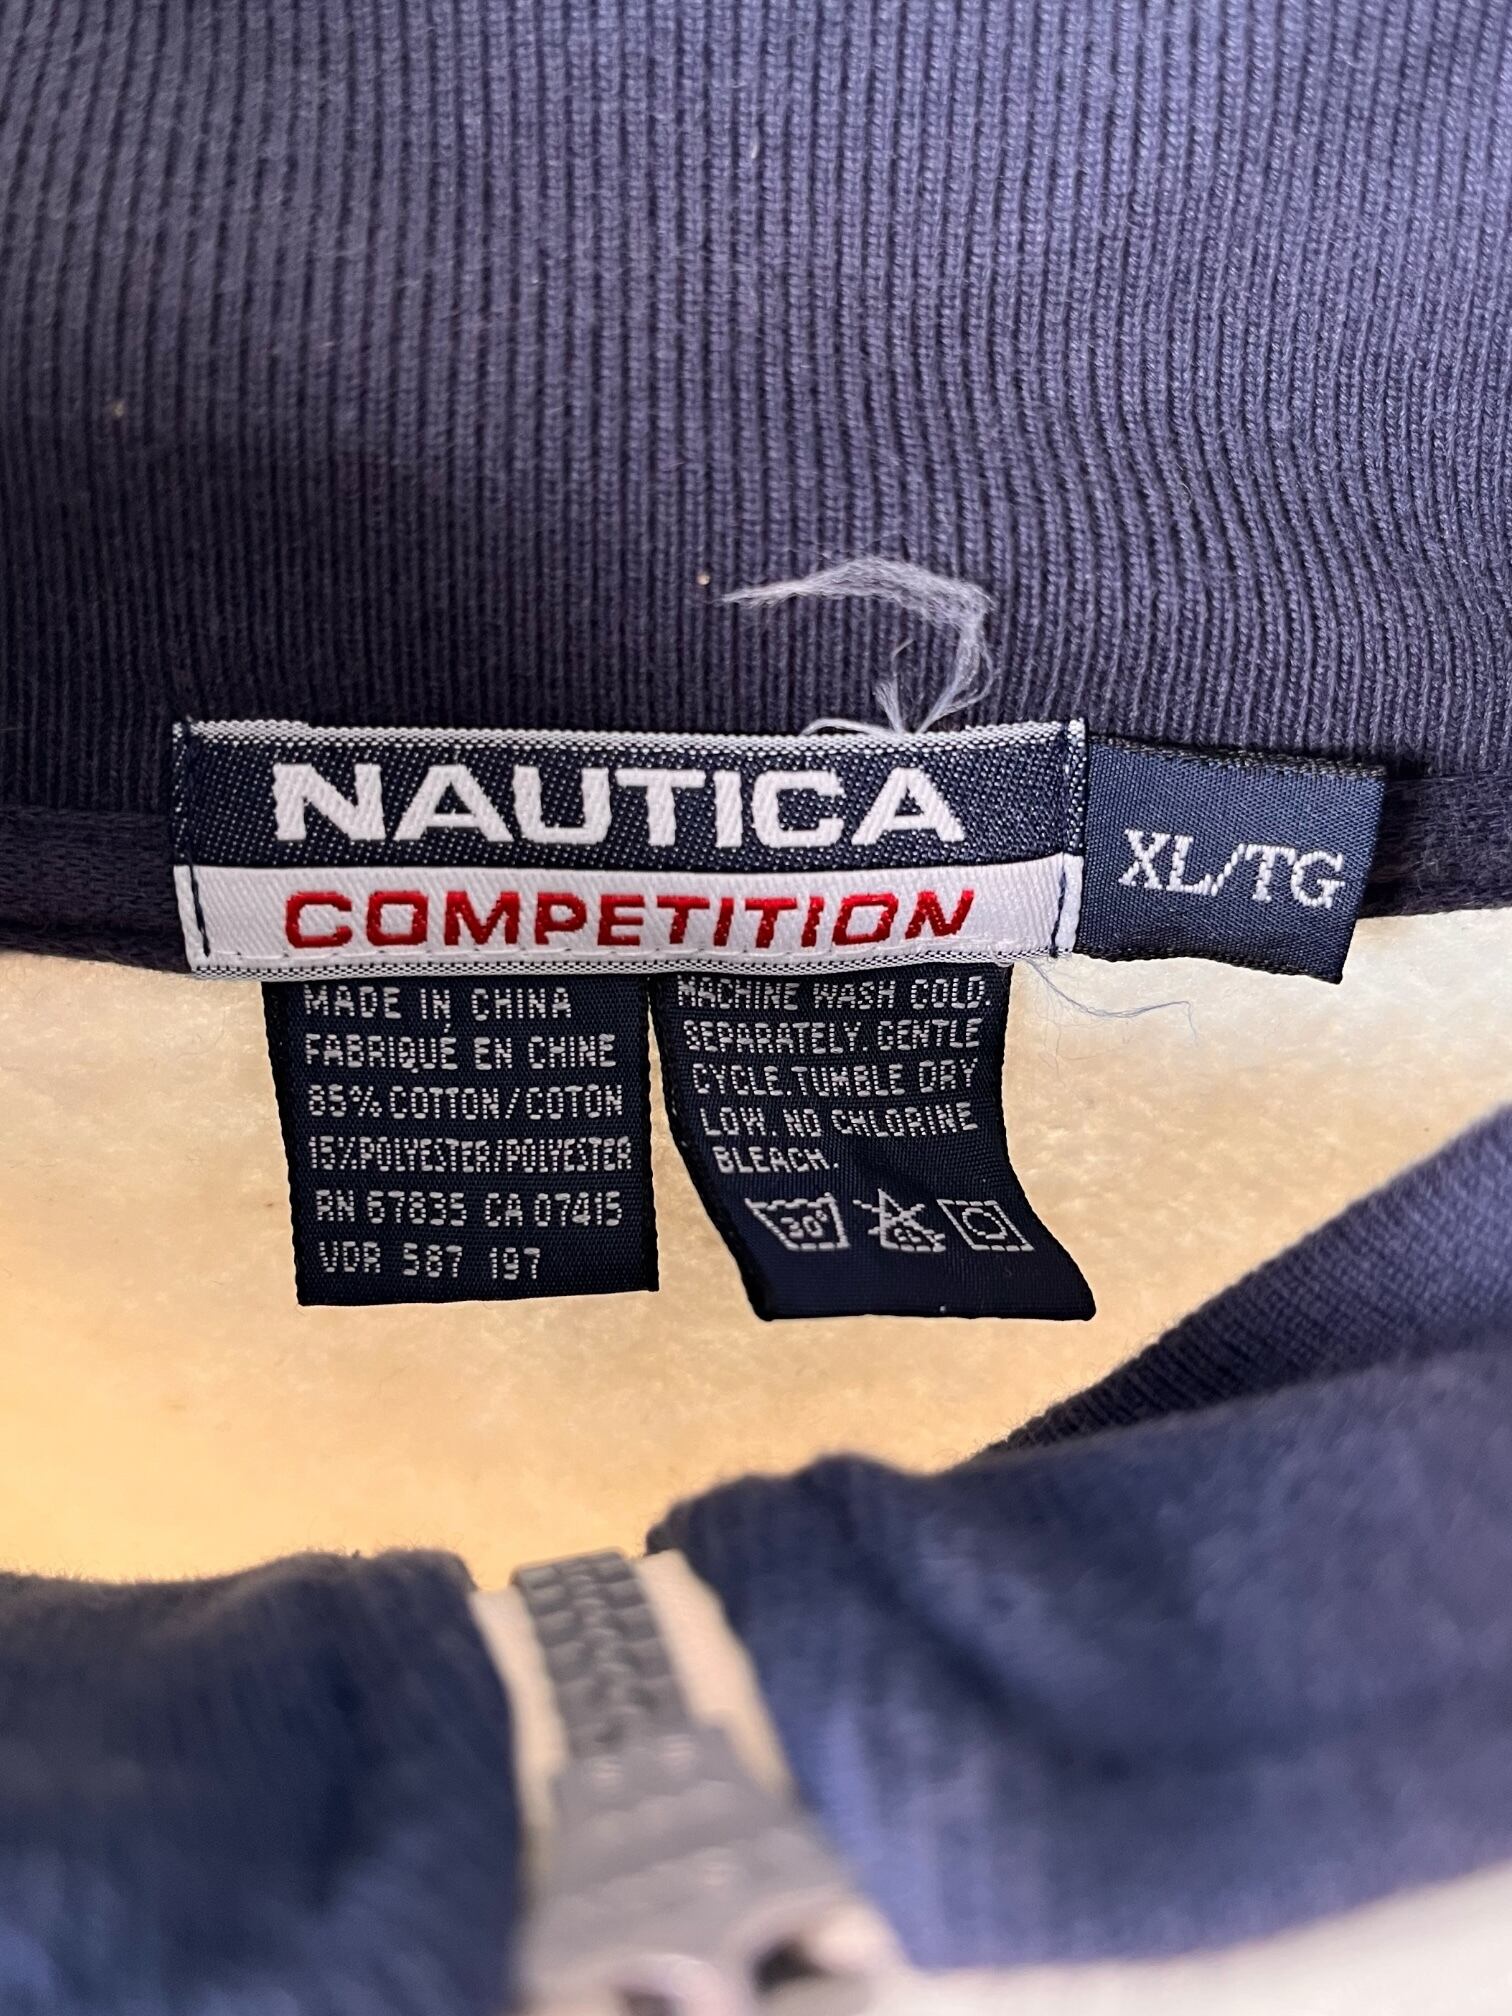 NAUTICA
COMPETITION
XL/TG
MADE IN CHINA
FABRIQUÉ EN CHINE
85% COTTON/COTON
15% POLYESTER/POLYESTER
RN 67835 CA 07415
VDR 587 197
MACHINE WASH COLD.
SEPARATELY. GENTLE
CYCLE. TUMBLE DRY
LOW. NO CHLORINE
BLEACH.
30° CL